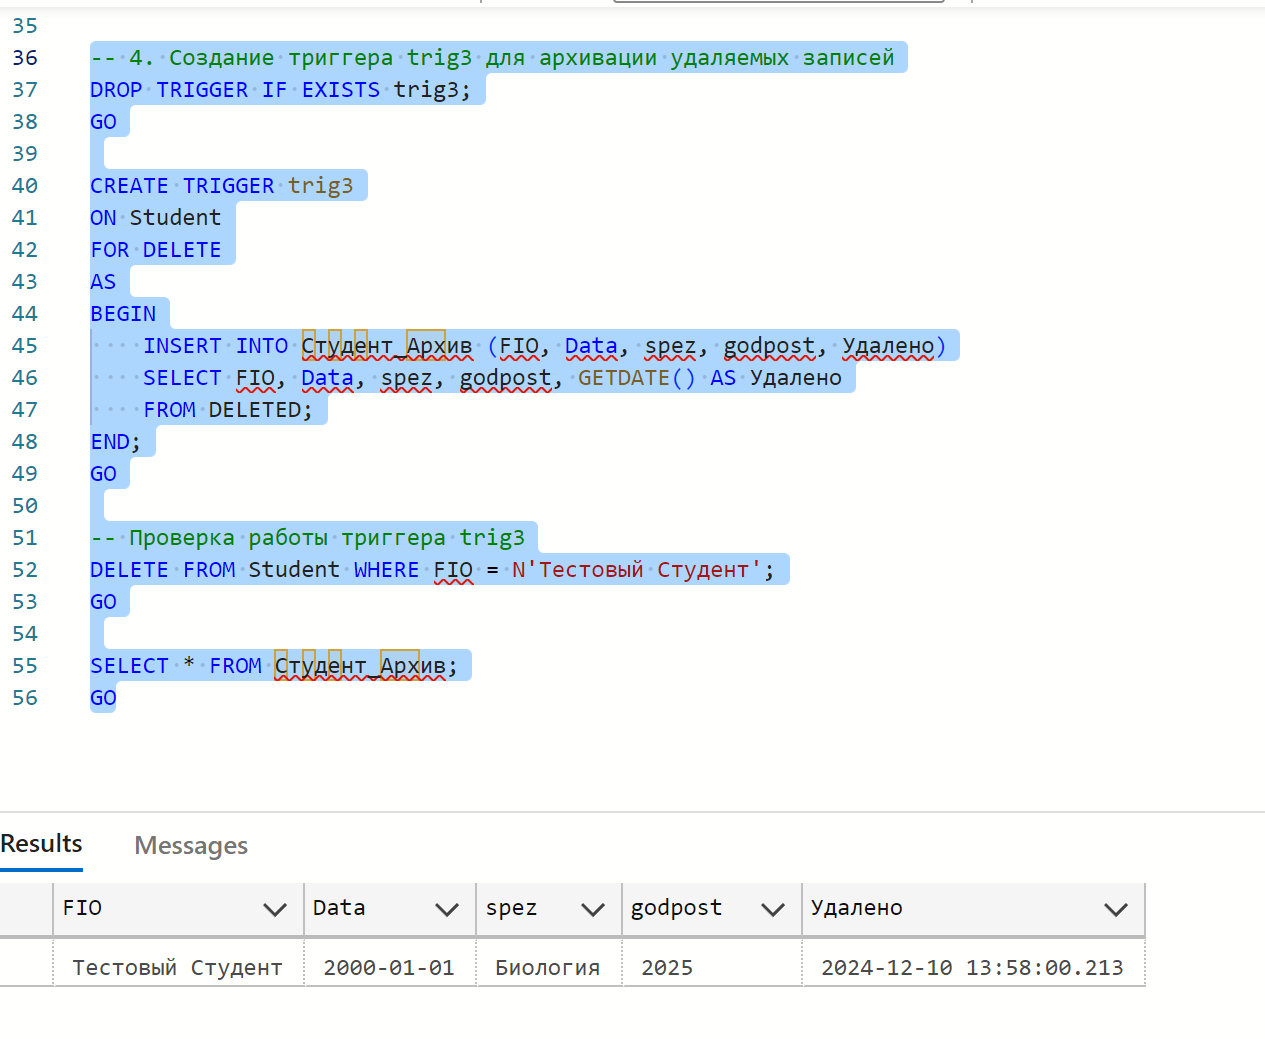 35
36 -- 4. Создание триггера trig3 для архивации удаляемых записей
37 DROP TRIGGER IF EXISTS trig3;
38 GO
39
40 CREATE TRIGGER trig3
41 ON Student
42 FOR DELETE
43 AS
44 BEGIN
45     INSERT INTO Студент_Архив (FIO, Data, spez, godpost, Удалено)
46     SELECT FIO, Data, spez, godpost, GETDATE() AS Удалено
47     FROM DELETED;
48 END;
49 GO
50
51 -- Проверка работы триггера trig3
52 DELETE FROM Student WHERE FIO = N'Тестовый Студент';
53 GO
54
55 SELECT * FROM Студент_Архив;
56 GO
Results Messages
FIO Data spez godpost Удалено
Тестовый Студент 2000-01-01 Биология 2025 2024-12-10 13:58:00.213